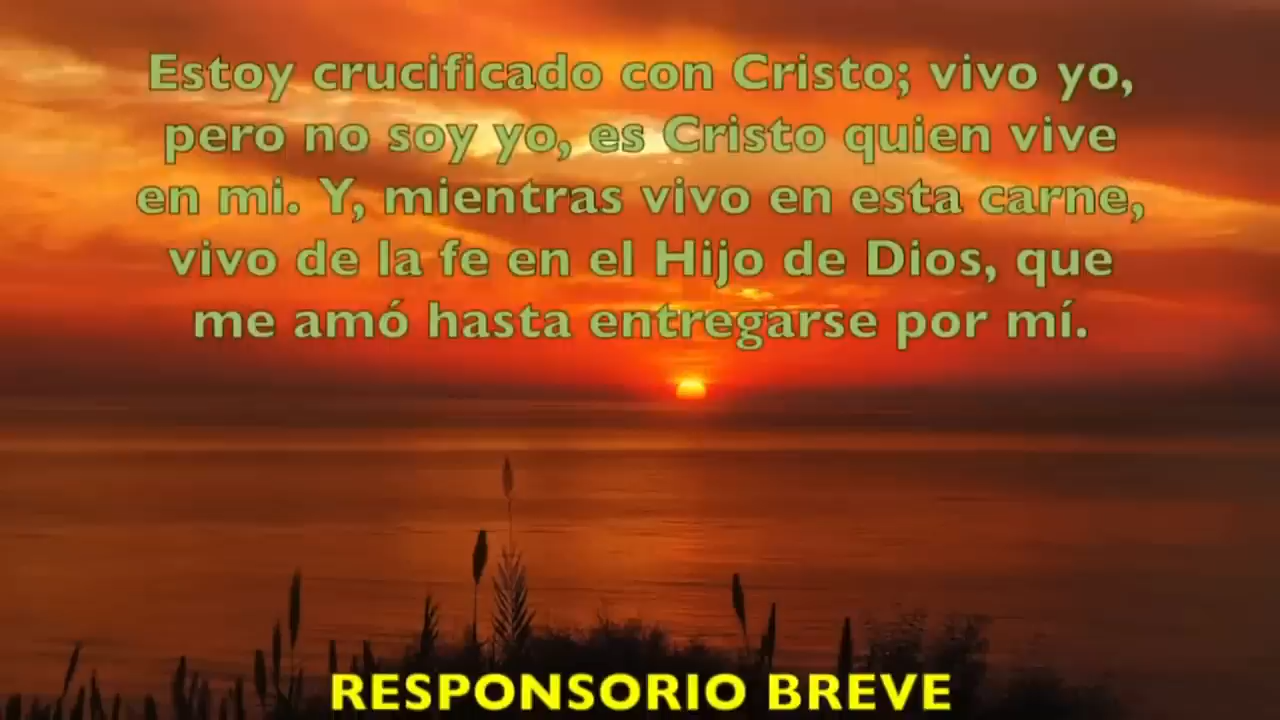 Estoy crucificado con Cristo; vivo yo,
pero no soy yo, es Cristo quien vive
en mi. Y, mientras vivo en esta carne,
vivo de la fe en el Hijo de Dios, que
me amó hasta entregarse por mí.
RESPONSORIO BREVE